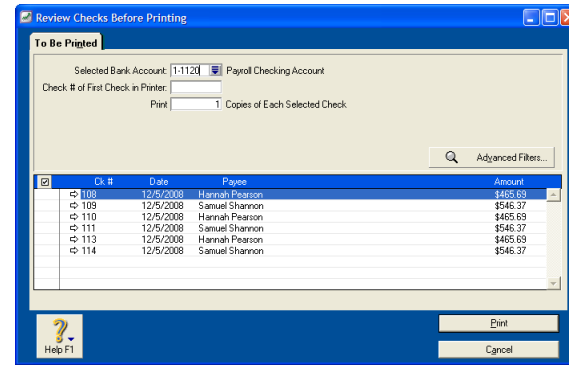 Review Checks Before Printing
To Be Printed
Selected Bank Account: 1-1120 Payroll Checking Account
Check # of First Check in Printer:
Print 1 Copies of Each Selected Check
Advanced Filters...
Ck # Date Payee Amount
108 12/5/2008 Hannah Pearson $465.69
109 12/5/2008 Samuel Shannon $546.37
110 12/5/2008 Hannah Pearson $465.69
111 12/5/2008 Samuel Shannon $546.37
113 12/5/2008 Hannah Pearson $465.69
114 12/5/2008 Samuel Shannon $546.37
Print
Help F1
Cancel